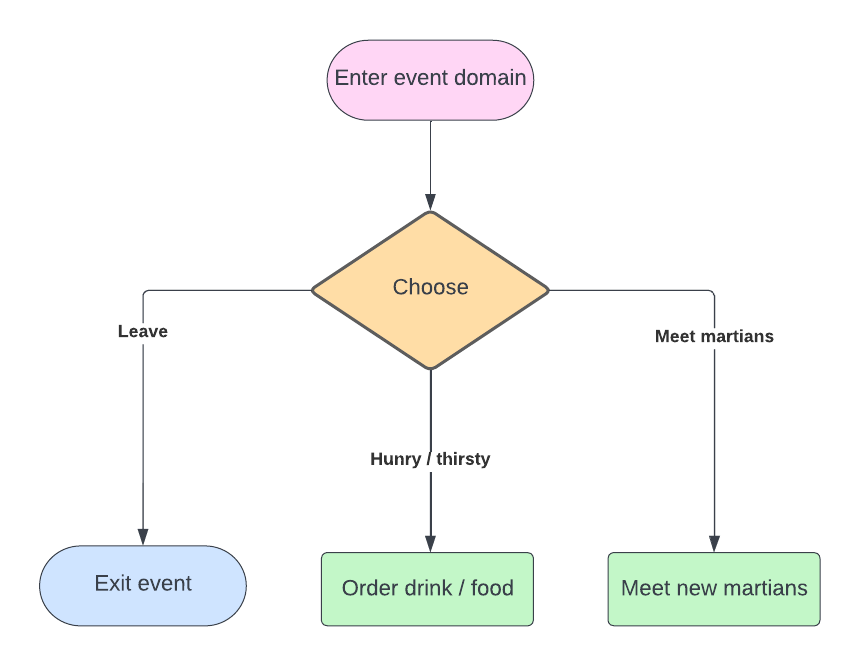 Enter event domain
Choose
Leave
Meet martians
Hunry / thirsty
Exit event
Order drink / food
Meet new martians